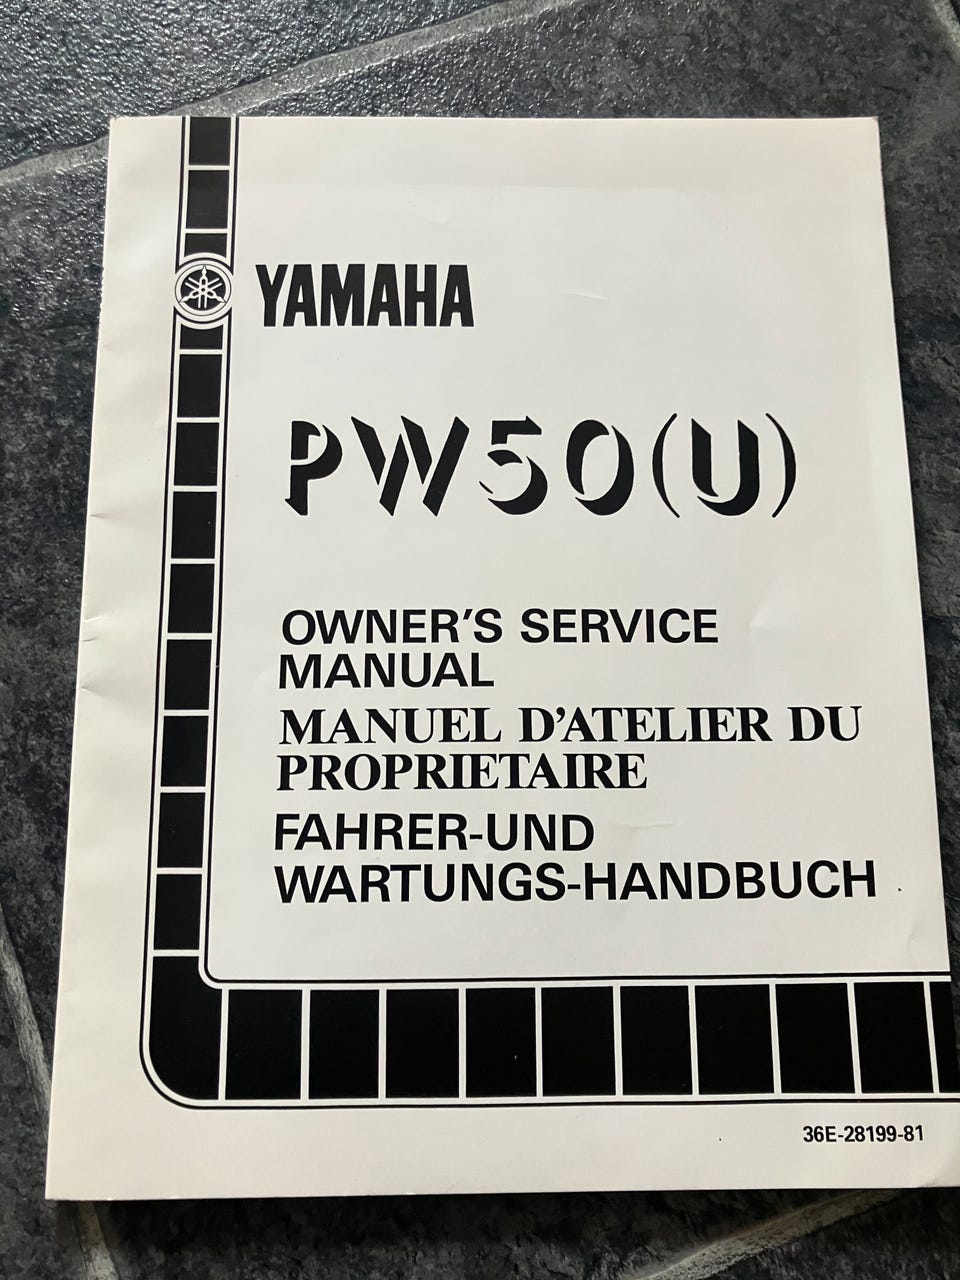 YAMAHA
PW50(U)
OWNER'S SERVICE
MANUAL
MANUEL D'ATELIER DU
PROPRIETAIRE
FAHRER-UND
WARTUNGS-HANDBUCH
36E-28199-81